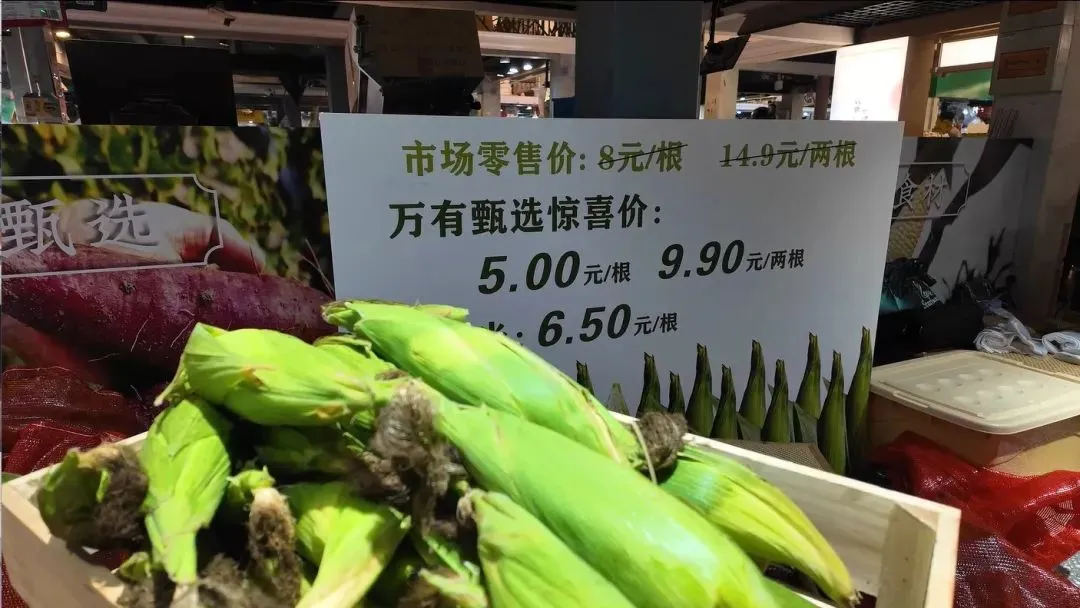 甄选
市场零售价: 8元/根 14.9元/两根
万有甄选惊喜价:
5.00元/根 9.90元/两根
: 6.50元/根
食材